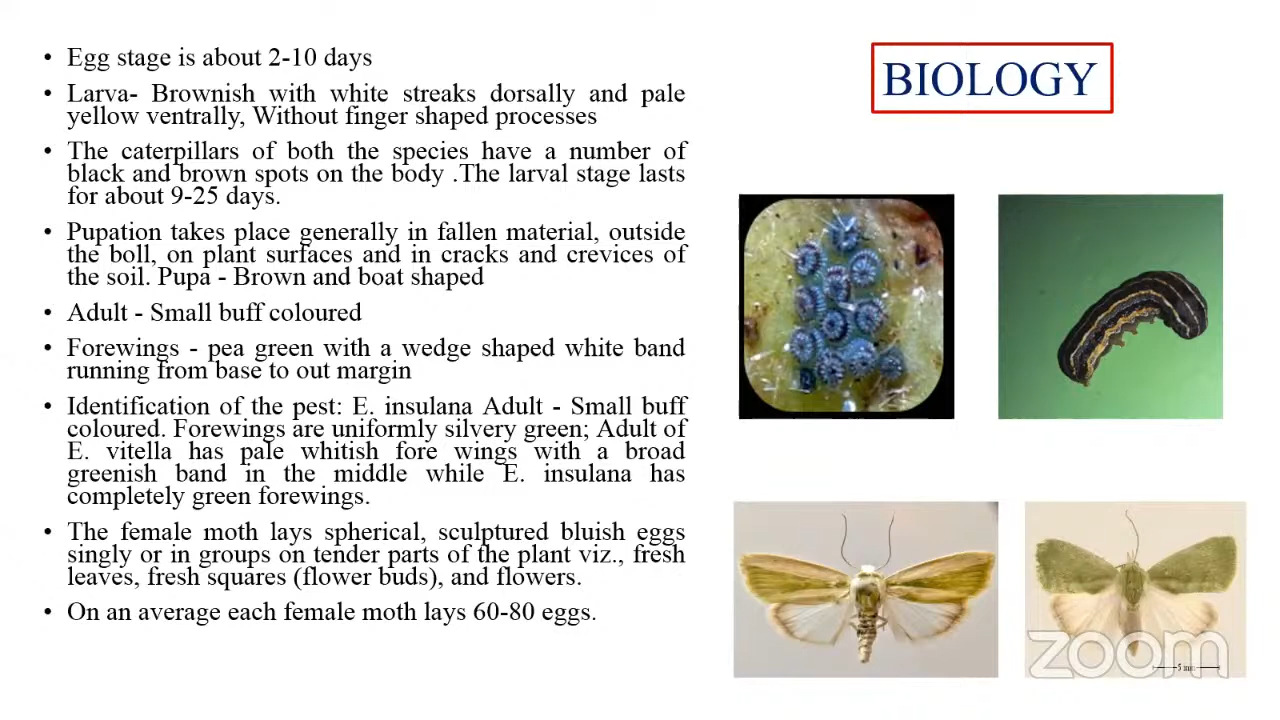 • Egg stage is about 2-10 days
• Larva- Brownish with white streaks dorsally and pale
yellow ventrally, Without finger shaped processes
• The caterpillars of both the species have a number of
black and brown spots on the body .The larval stage lasts
for about 9-25 days.
• Pupation takes place generally in fallen material, outside
the boll, on plant surfaces and in cracks and crevices of
the soil. Pupa - Brown and boat shaped
• Adult - Small buff coloured
• Forewings - pea green with a wedge shaped white band
running from base to out margin
• Identification of the pest: E. insulana Adult - Small buff
coloured. Forewings are uniformly silvery green; Adult of
E. vitella has pale whitish fore wings with a broad
greenish band in the middle while E. insulana has
completely green forewings.
• The female moth lays spherical, sculptured bluish eggs
singly or in groups on tender parts of the plant viz., fresh
leaves, fresh squares (flower buds), and flowers.
• On an average each female moth lays 60-80 eggs.
BIOLOGY
zoom
5 mm